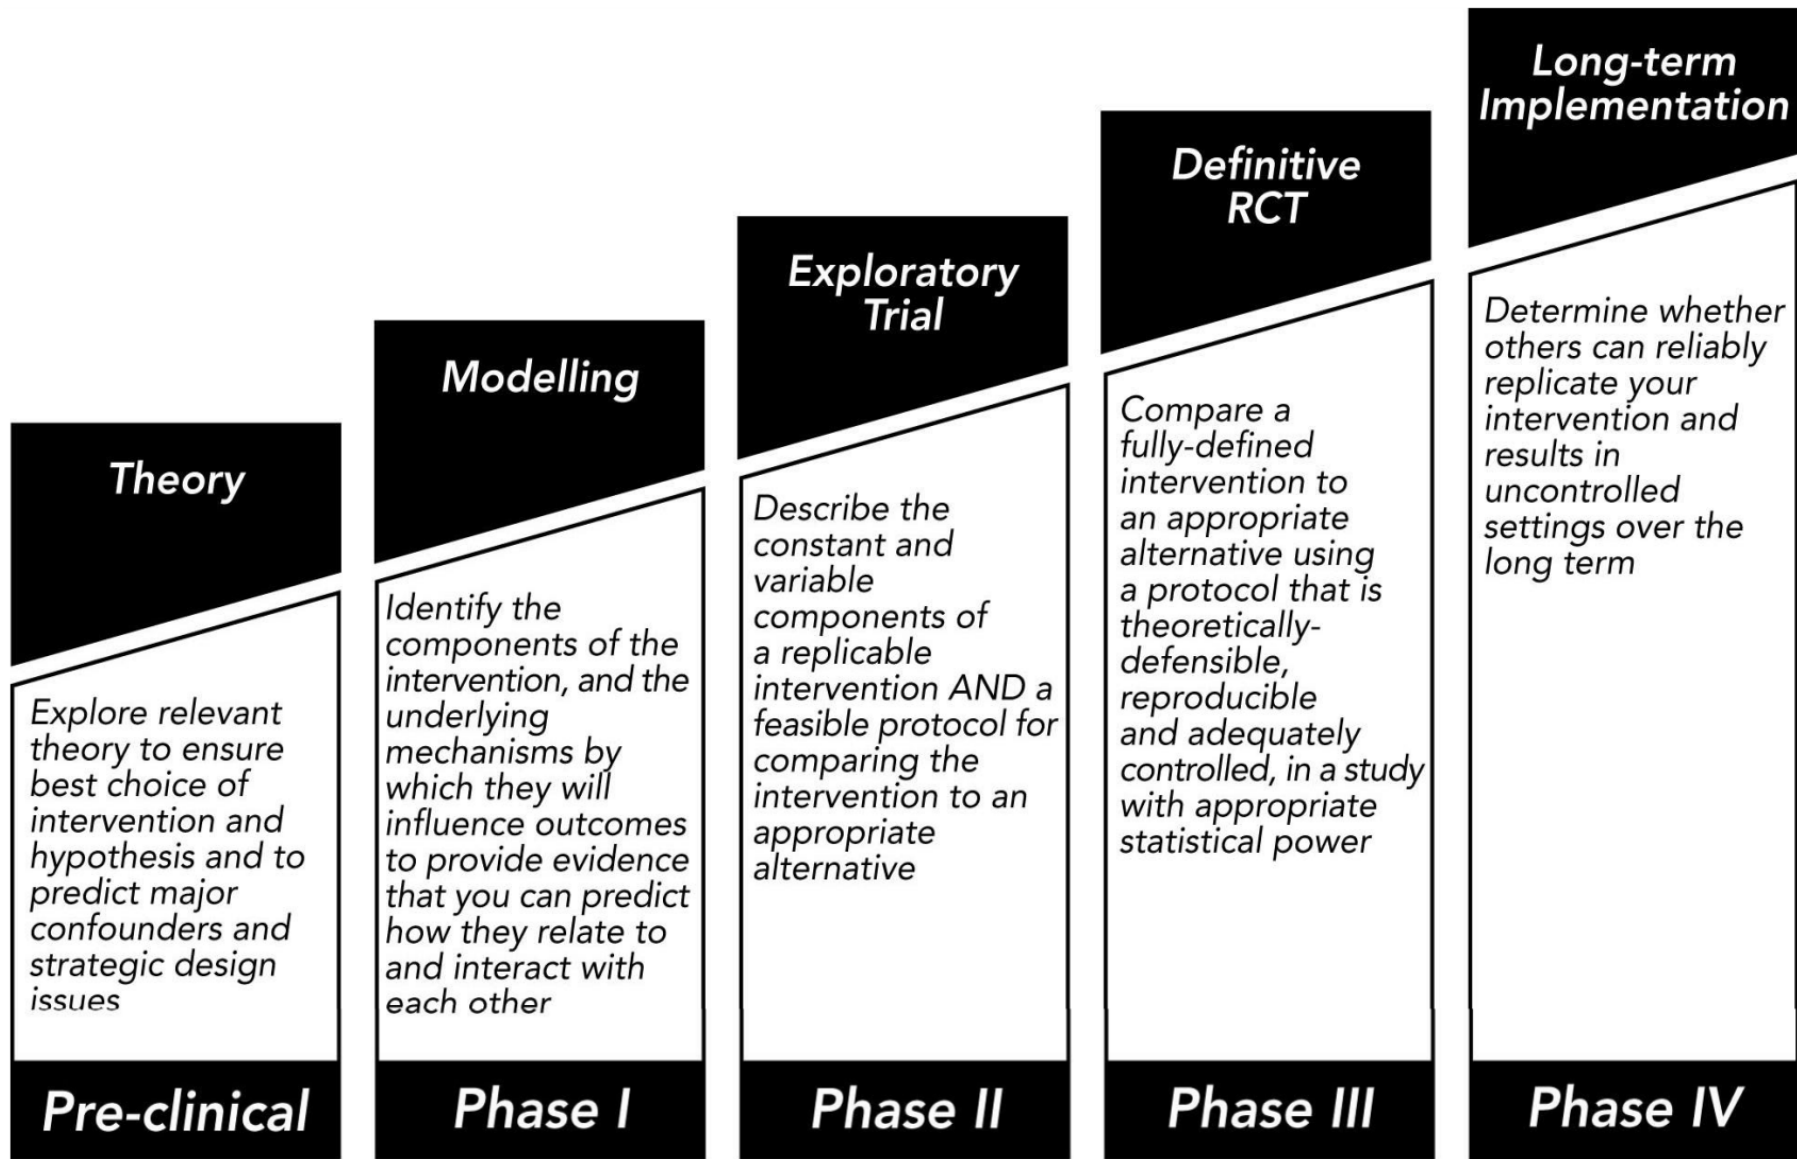 Theory
Explore relevant
theory to ensure
best choice of
intervention and
hypothesis and to
predict major
confounders and
strategic design
issues
Pre-clinical
Modelling
Identify the
components of the
intervention, and the
underlying
mechanisms by
which they will
influence outcomes
to provide evidence
that you can predict
how they relate to
and interact with
each other
Phase I
Exploratory
Trial
Describe the
constant and
variable
components of
a replicable
intervention AND a
feasible protocol for
comparing the
intervention to an
appropriate
alternative
Phase II
Definitive
RCT
Compare a
fully-defined
intervention to
an appropriate
alternative using
a protocol that is
theoretically-
defensible,
reproducible
and adequately
controlled, in a study
with appropriate
statistical power
Phase III
Long-term
Implementation
Determine whether
others can reliably
replicate your
intervention and
results in
uncontrolled
settings over the
long term
Phase IV